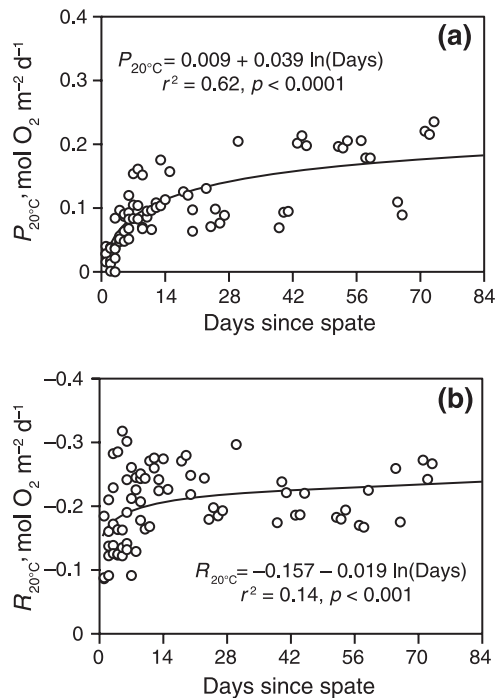 (a)
P20°C = 0.009 + 0.039 ln(Days)
r² = 0.62, p < 0.0001
P20°C, mol O₂ m⁻² d⁻¹
0.4
0.3
0.2
0.1
0
0 14 28 42 56 70 84
Days since spate
(b)
R20°C, mol O₂ m⁻² d⁻¹
–0.4
–0.3
–0.2
–0.1
0
R20°C = –0.157 – 0.019 ln(Days)
r² = 0.14, p < 0.001
0 14 28 42 56 70 84
Days since spate